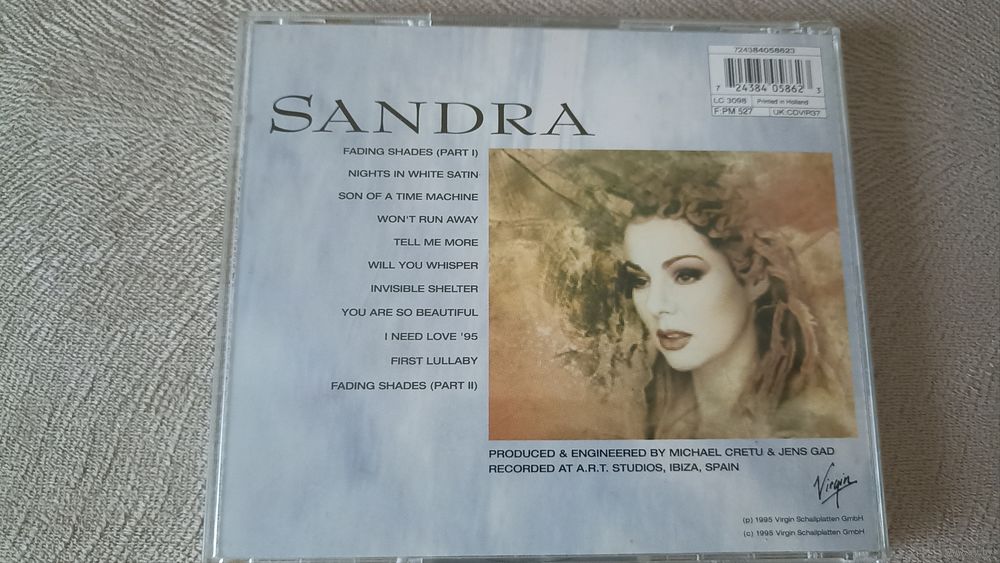 724384058623
7 24384 05862 3
LC 3098 Printed in Holland
F:PM 527 UK:CDVIP37
SANDRA
FADING SHADES (PART I)
NIGHTS IN WHITE SATIN
SON OF A TIME MACHINE
WON'T RUN AWAY
TELL ME MORE
WILL YOU WHISPER
INVISIBLE SHELTER
YOU ARE SO BEAUTIFUL
I NEED LOVE '95
FIRST LULLABY
FADING SHADES (PART II)
PRODUCED & ENGINEERED BY MICHAEL CRETU & JENS GAD
RECORDED AT A.R.T. STUDIOS, IBIZA, SPAIN
Virgin
(p) 1995 Virgin Schallplatten GmbH
(c) 1995 Virgin Schallplatten GmbH